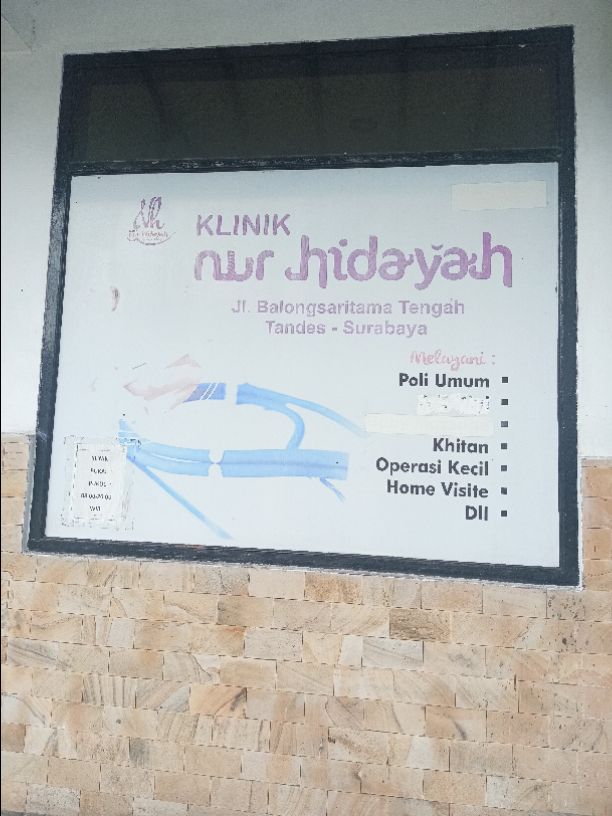 KLINIK
nur hidayah
Jl. Balongsaritama Tengah
Tandes - Surabaya
Melayani :
Poli Umum
Khitan
Operasi Kecil
Home Visite
Dll